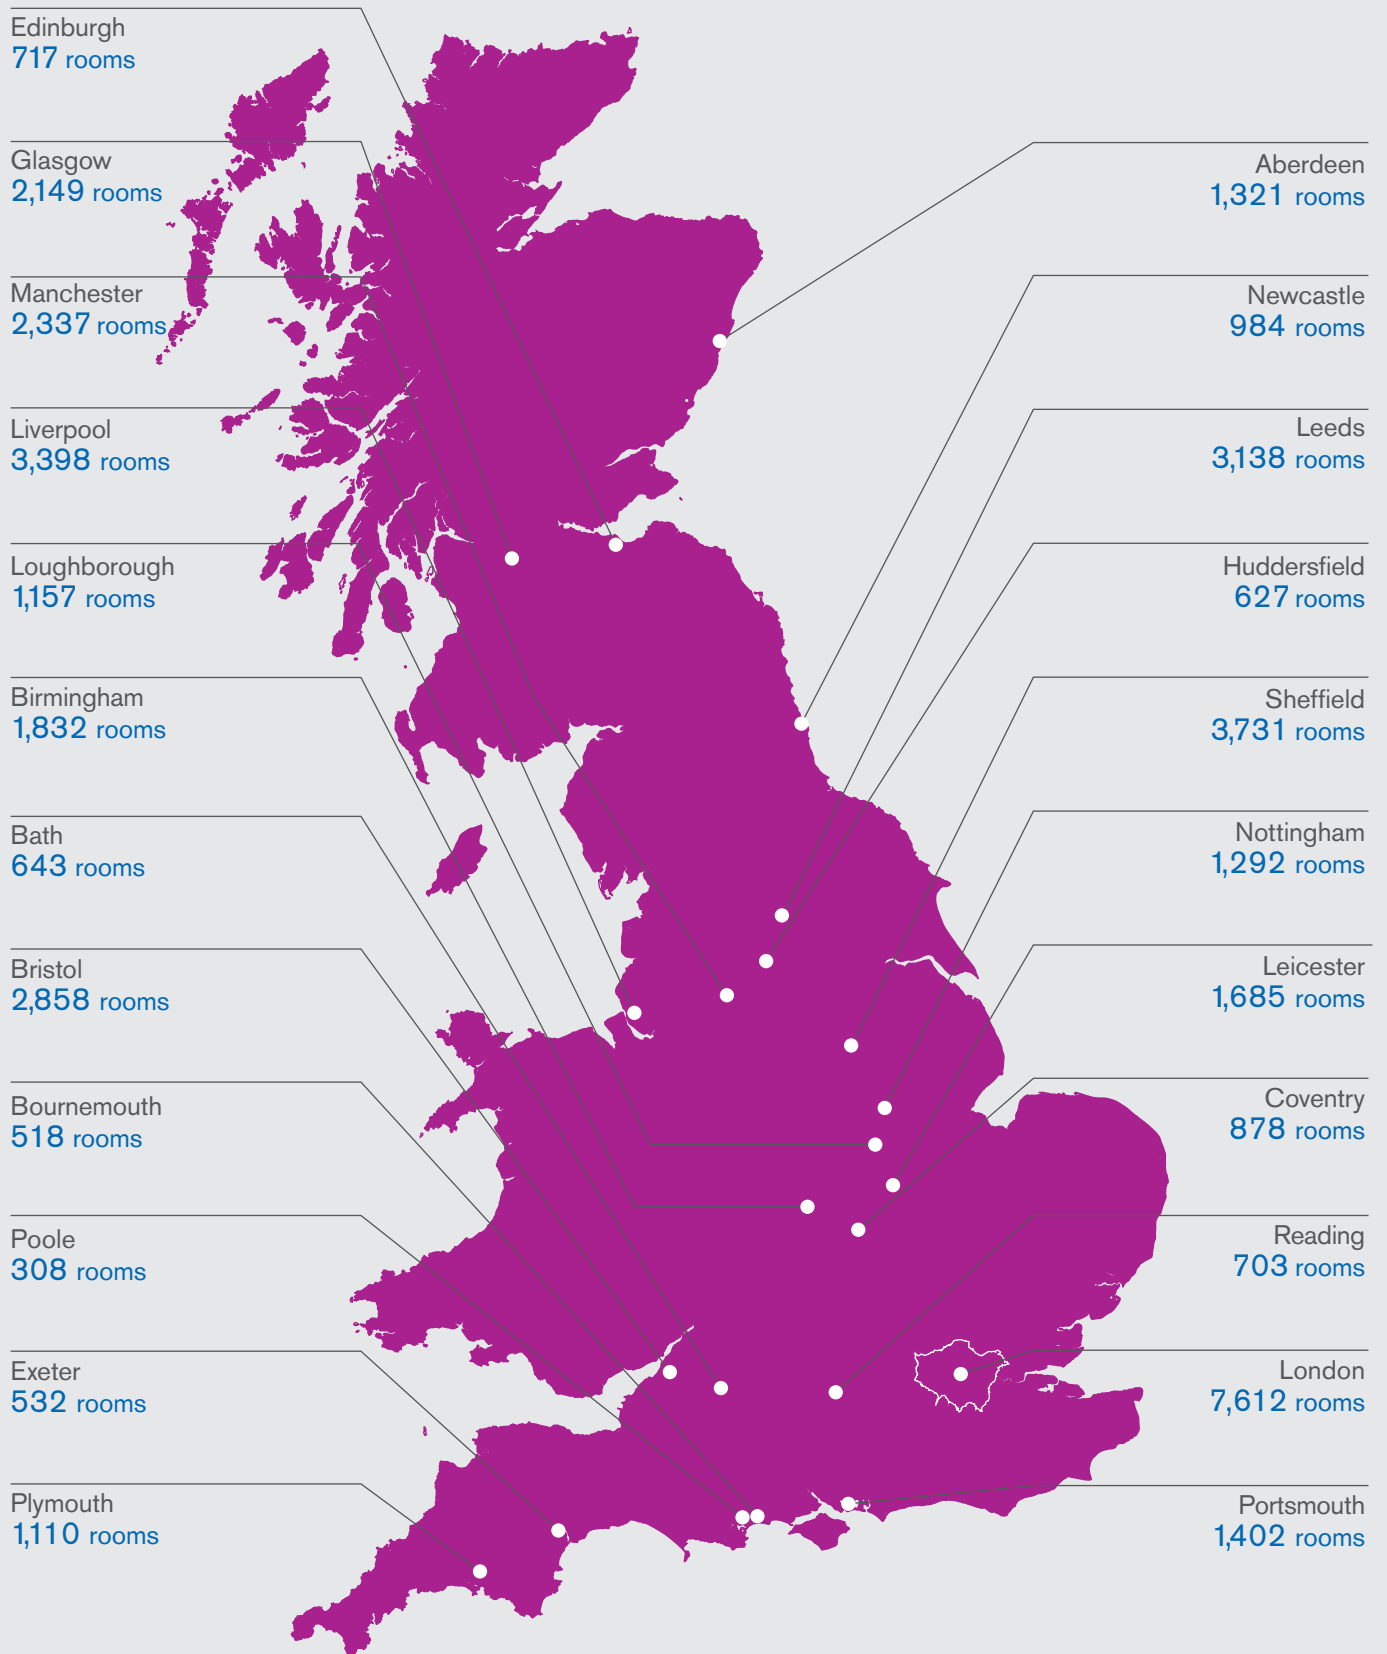 Edinburgh
717 rooms
Glasgow
2,149 rooms
Manchester
2,337 rooms
Liverpool
3,398 rooms
Loughborough
1,157 rooms
Birmingham
1,832 rooms
Bath
643 rooms
Bristol
2,858 rooms
Bournemouth
518 rooms
Poole
308 rooms
Exeter
532 rooms
Plymouth
1,110 rooms
Aberdeen
1,321 rooms
Newcastle
984 rooms
Leeds
3,138 rooms
Huddersfield
627 rooms
Sheffield
3,731 rooms
Nottingham
1,292 rooms
Leicester
1,685 rooms
Coventry
878 rooms
Reading
703 rooms
London
7,612 rooms
Portsmouth
1,402 rooms